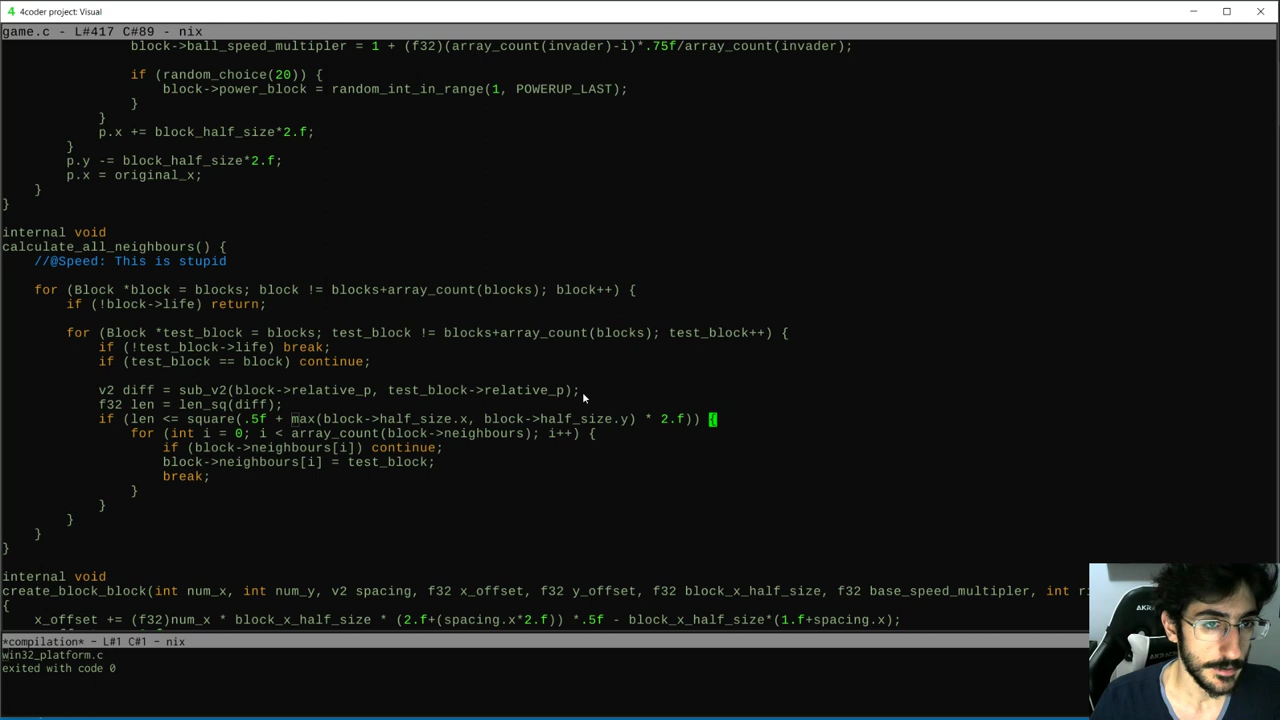 4 4coder project: Visual
game.c - L#417 C#89 - nix
block->ball_speed_multipler = 1 + (f32)(array_count(invader)-i)*.75f/array_count(invader);
if (random_choice(20)) {
block->power_block = random_int_in_range(1, POWERUP_LAST);
}
}
p.x += block_half_size*2.f;
}
p.y -= block_half_size*2.f;
p.x = original_x;
}
}
internal void
calculate_all_neighbours() {
//@Speed: This is stupid
for (Block *block = blocks; block != blocks+array_count(blocks); block++) {
if (!block->life) return;
for (Block *test_block = blocks; test_block != blocks+array_count(blocks); test_block++) {
if (!test_block->life) break;
if (test_block == block) continue;
v2 diff = sub_v2(block->relative_p, test_block->relative_p);
f32 len = len_sq(diff);
if (len <= square(.5f + max(block->half_size.x, block->half_size.y) * 2.f)) {
for (int i = 0; i < array_count(block->neighbours); i++) {
if (block->neighbours[i]) continue;
block->neighbours[i] = test_block;
break;
}
}
}
}
}
internal void
create_block_block(int num_x, int num_y, v2 spacing, f32 x_offset, f32 y_offset, f32 block_x_half_size, f32 base_speed_multiplier, int
{
x_offset += (f32)num_x * block_x_half_size * (2.f+(spacing.x*2.f)) *.5f - block_x_half_size*(1.f+spacing.x);
*compilation* - L#1 C#1 - nix
win32_platform.c
exited with code 0